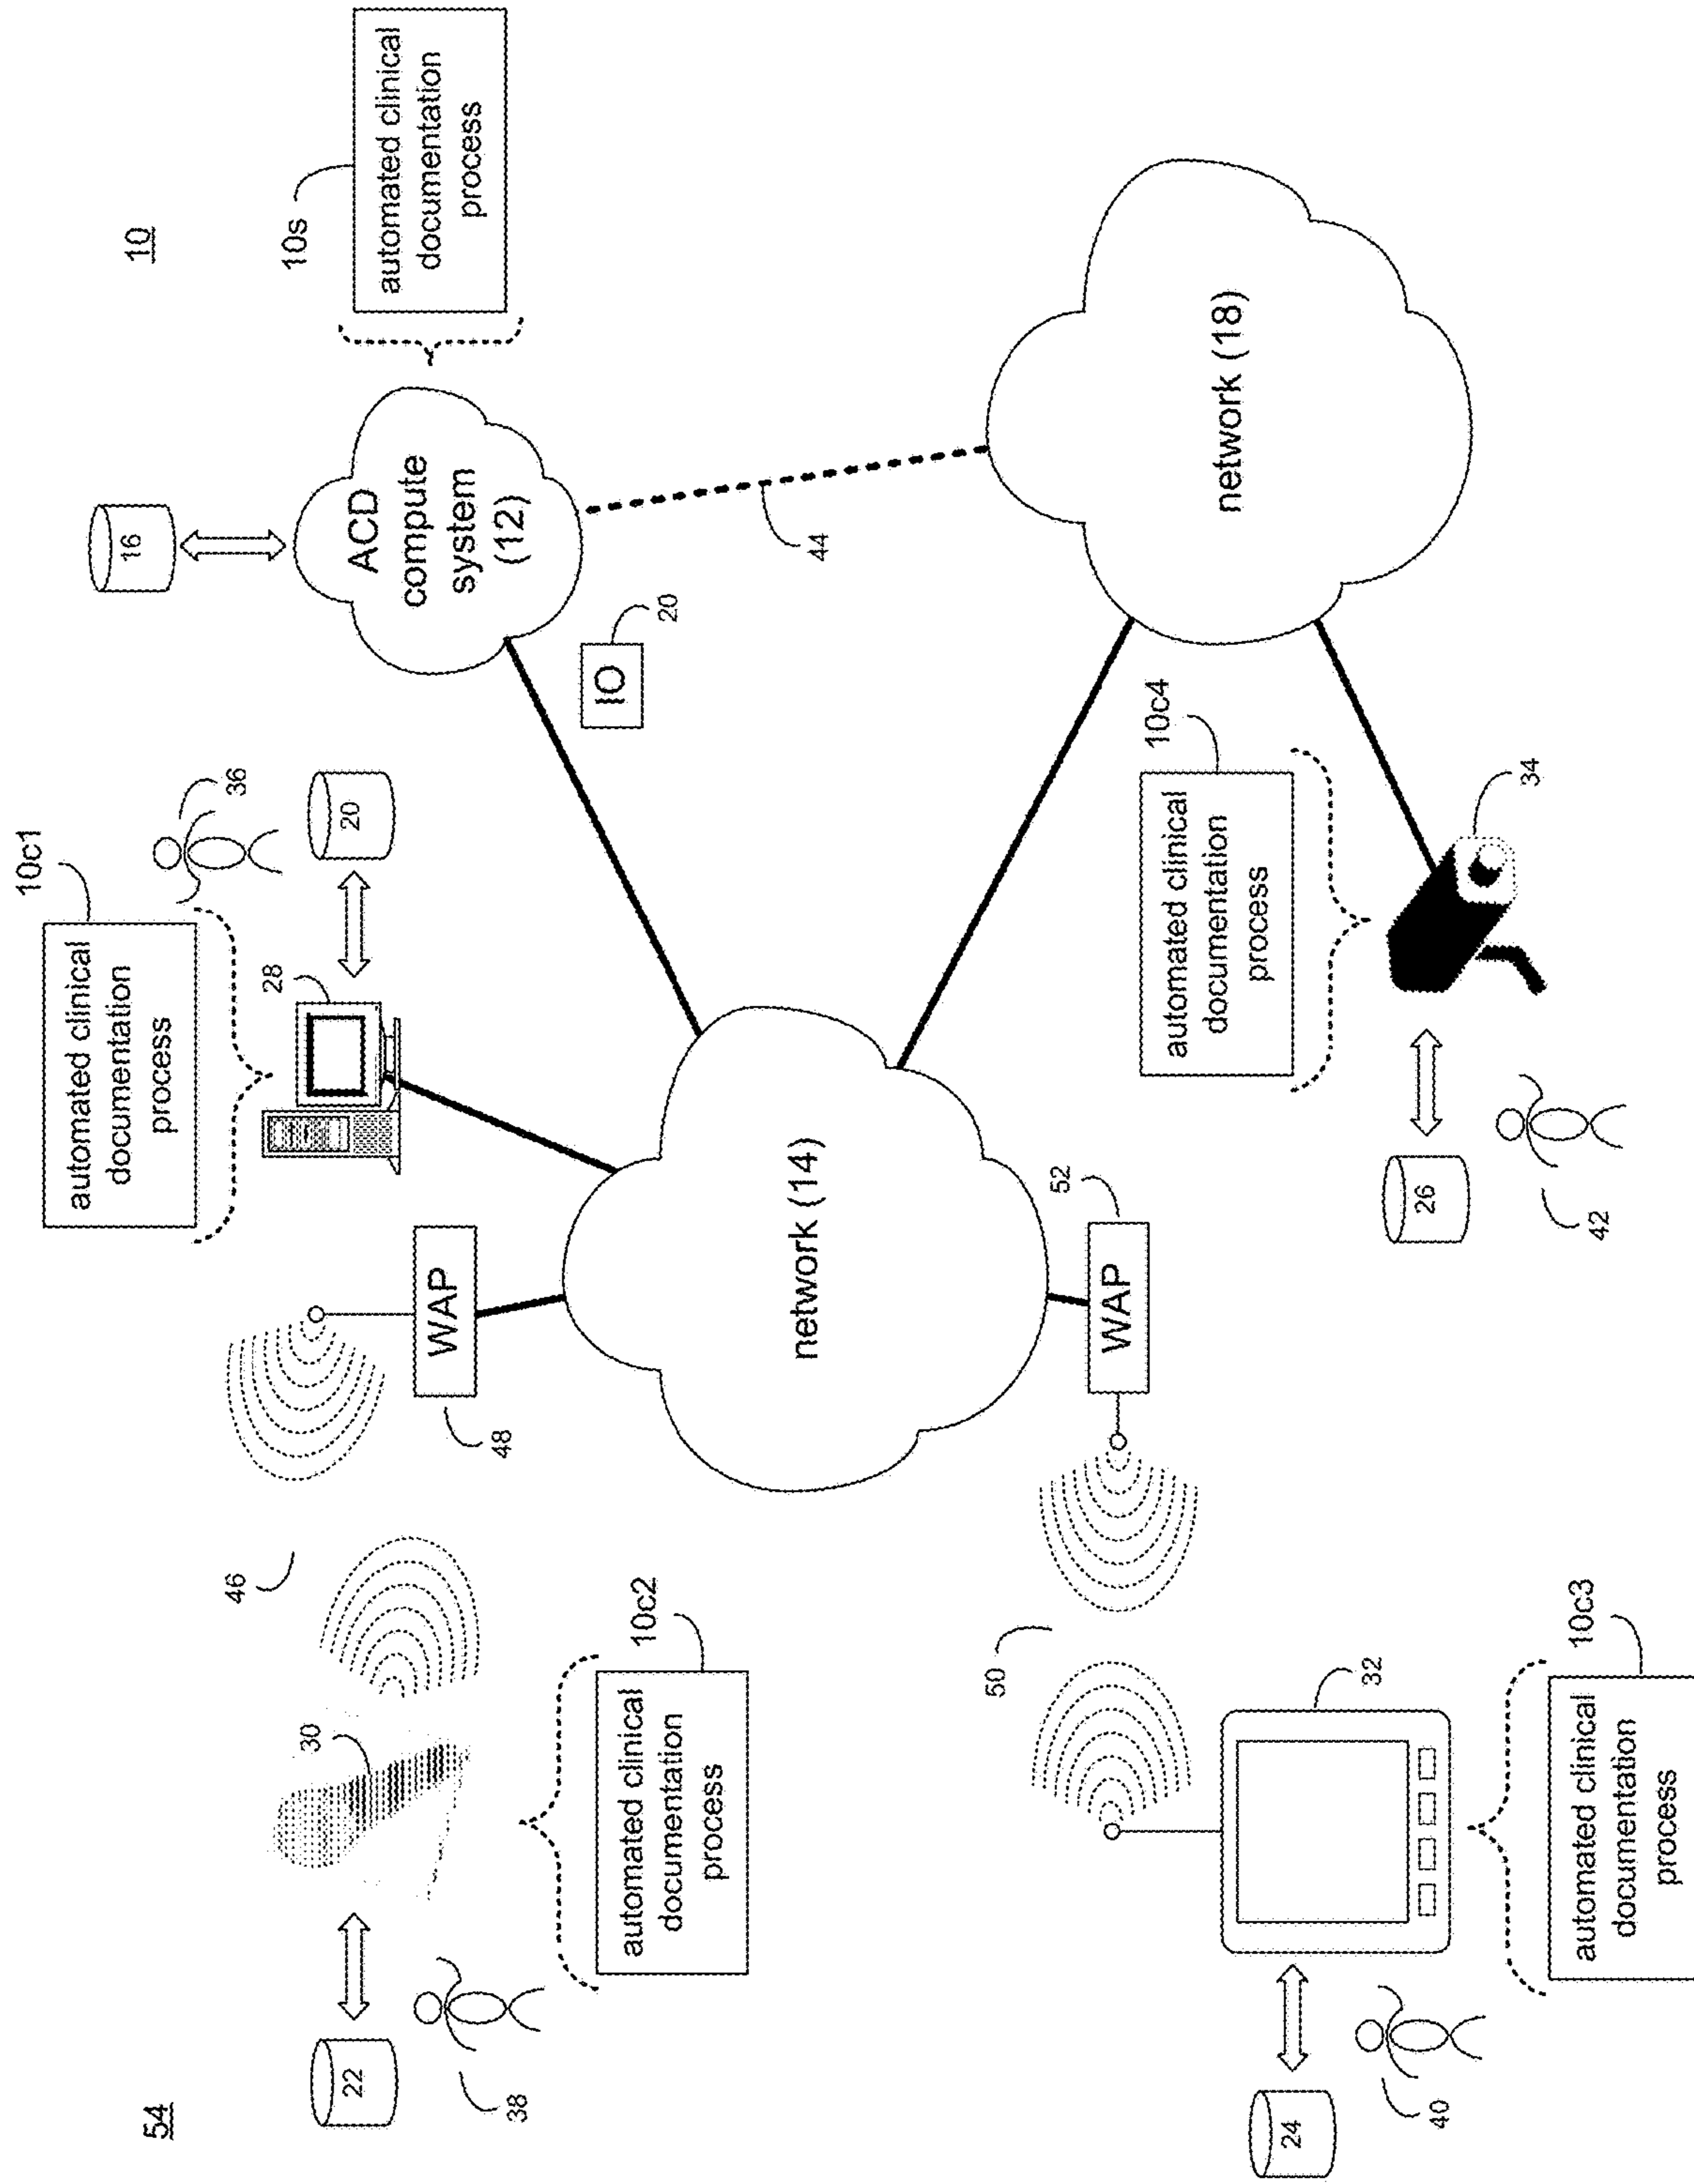 54
10
10c1
automated clinical
documentation
process
16
36
28
20
10s
automated clinical
documentation
process
46
30
22
38
WAP
48
ACD
compute
system
(12)
IO
20
10c2
automated clinical
documentation
process
network (14)
44
50
52
WAP
10c4
automated clinical
documentation
process
network (18)
32
24
40
26
42
34
10c3
automated clinical
documentation
process